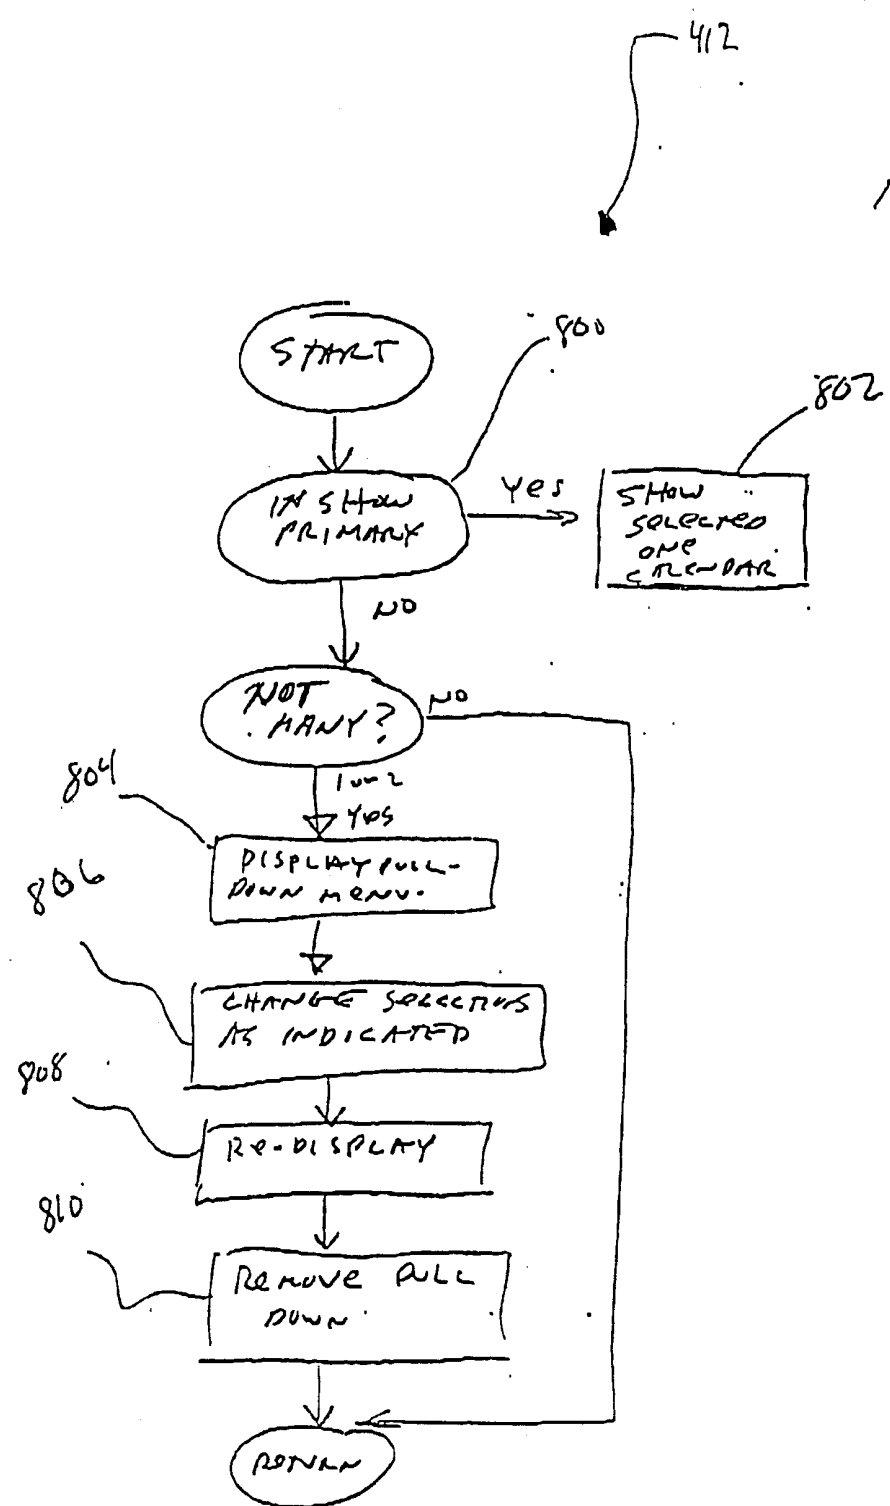 412
START
800
802
IN SHOW
PRIMARY
Yes
SHOW
SELECTED
ONE
CALENDAR
NO
NOT
MANY?
NO
804
YES
DISPLAY PULL-
DOWN MENU.
806
CHANGE SELECTIONS
AS INDICATED
808
RE-DISPLAY
810
REMOVE PULL
DOWN
RETURN